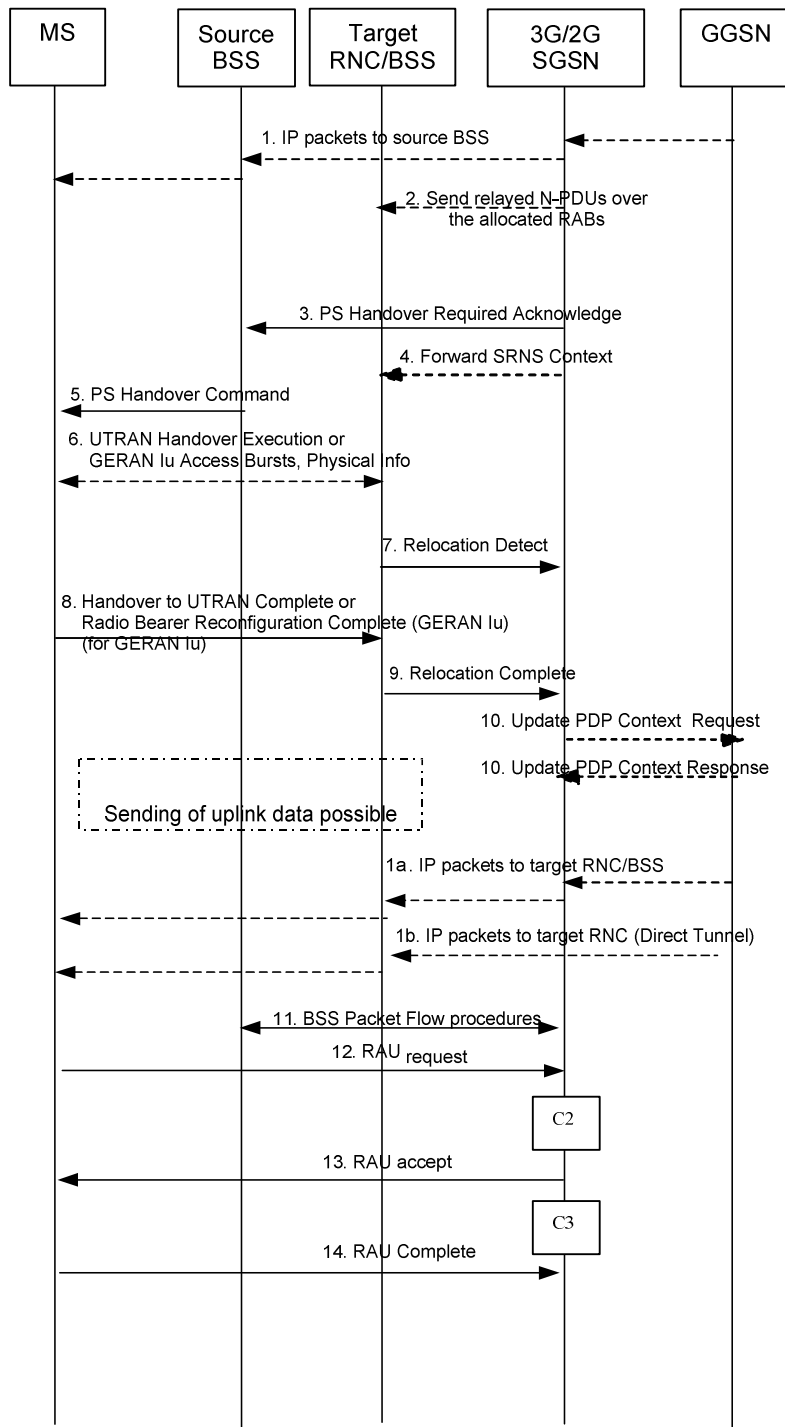 MS
Source
BSS
Target
RNC/BSS
3G/2G
SGSN
GGSN
1. IP packets to source BSS
2. Send relayed N-PDUs over
the allocated RABs
3. PS Handover Required Acknowledge
4. Forward SRNS Context
5. PS Handover Command
6. UTRAN Handover Execution or
GERAN Iu Access Bursts, Physical Info
7. Relocation Detect
8. Handover to UTRAN Complete or
Radio Bearer Reconfiguration Complete (GERAN Iu)
(for GERAN Iu)
9. Relocation Complete
10. Update PDP Context Request
10. Update PDP Context Response
Sending of uplink data possible
1a. IP packets to target RNC/BSS
1b. IP packets to target RNC (Direct Tunnel)
11. BSS Packet Flow procedures
12. RAU request
C2
13. RAU accept
C3
14. RAU Complete